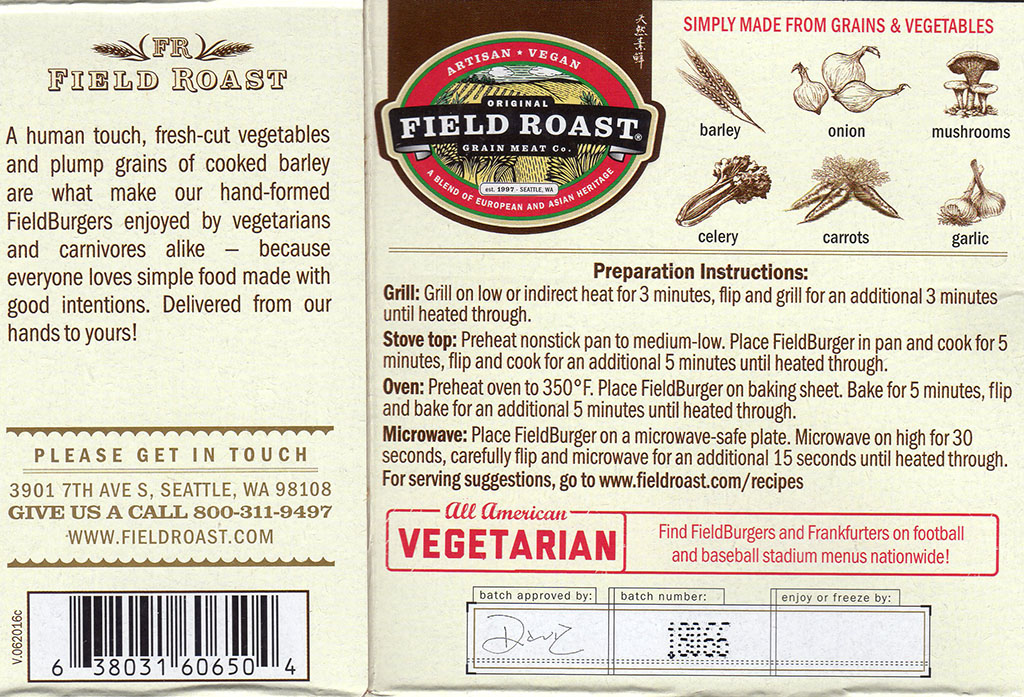 FR
FIELD ROAST
A human touch, fresh-cut vegetables
and plump grains of cooked barley
are what make our hand-formed
FieldBurgers enjoyed by vegetarians
and carnivores alike – because
everyone loves simple food made with
good intentions. Delivered from our
hands to yours!
PLEASE GET IN TOUCH
3901 7TH AVE S, SEATTLE, WA 98108
GIVE US A CALL 800-311-9497
WWW.FIELDROAST.COM
V.062016c
6 38031 60650 4
ARTISAN ★ VEGAN
ORIGINAL
FIELD ROAST®
GRAIN MEAT Co.
est. 1997 · SEATTLE, WA
A BLEND OF EUROPEAN AND ASIAN HERITAGE
天然素鲜
SIMPLY MADE FROM GRAINS & VEGETABLES
barley onion mushrooms
celery carrots garlic
Preparation Instructions:
Grill: Grill on low or indirect heat for 3 minutes, flip and grill for an additional 3 minutes
until heated through.
Stove top: Preheat nonstick pan to medium-low. Place FieldBurger in pan and cook for 5
minutes, flip and cook for an additional 5 minutes until heated through.
Oven: Preheat oven to 350°F. Place FieldBurger on baking sheet. Bake for 5 minutes, flip
and bake for an additional 5 minutes until heated through.
Microwave: Place FieldBurger on a microwave-safe plate. Microwave on high for 30
seconds, carefully flip and microwave for an additional 15 seconds until heated through.
For serving suggestions, go to www.fieldroast.com/recipes
All American
VEGETARIAN
Find FieldBurgers and Frankfurters on football
and baseball stadium menus nationwide!
batch approved by: batch number: enjoy or freeze by:
18066